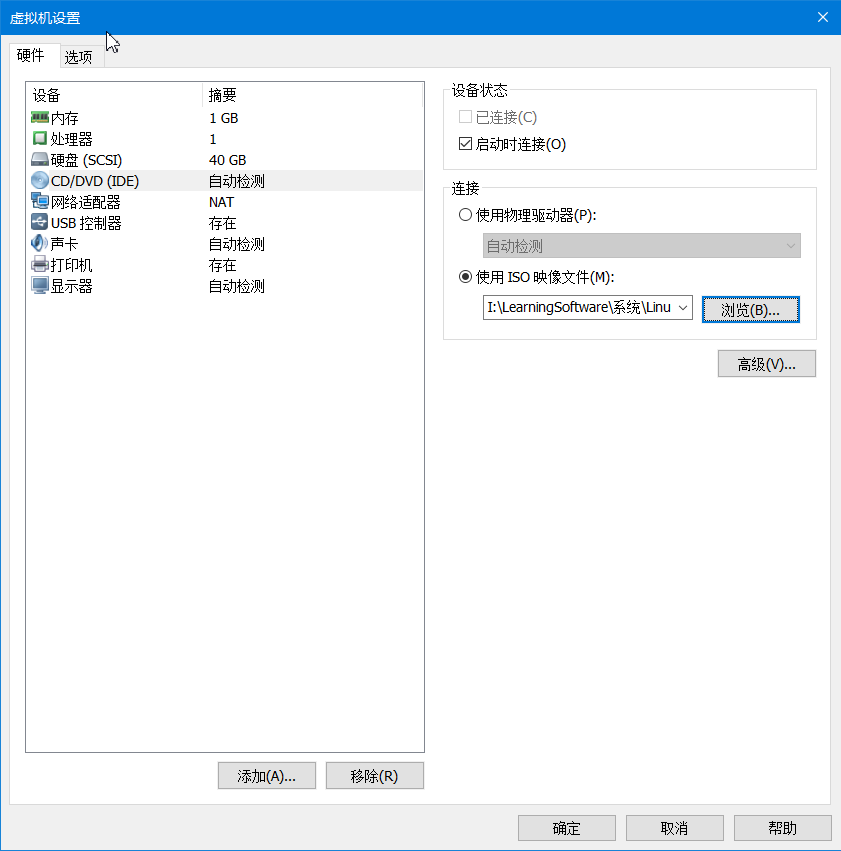 虚拟机设置
硬件 选项
设备 摘要
内存 1 GB
处理器 1
硬盘 (SCSI) 40 GB
CD/DVD (IDE) 自动检测
网络适配器 NAT
USB 控制器 存在
声卡 自动检测
打印机 存在
显示器 自动检测
添加(A)... 移除(R)
设备状态
已连接(C)
启动时连接(O)
连接
使用物理驱动器(P):
自动检测
使用 ISO 映像文件(M):
I:\LearningSoftware\系统\Linu 浏览(B)...
高级(V)...
确定 取消 帮助